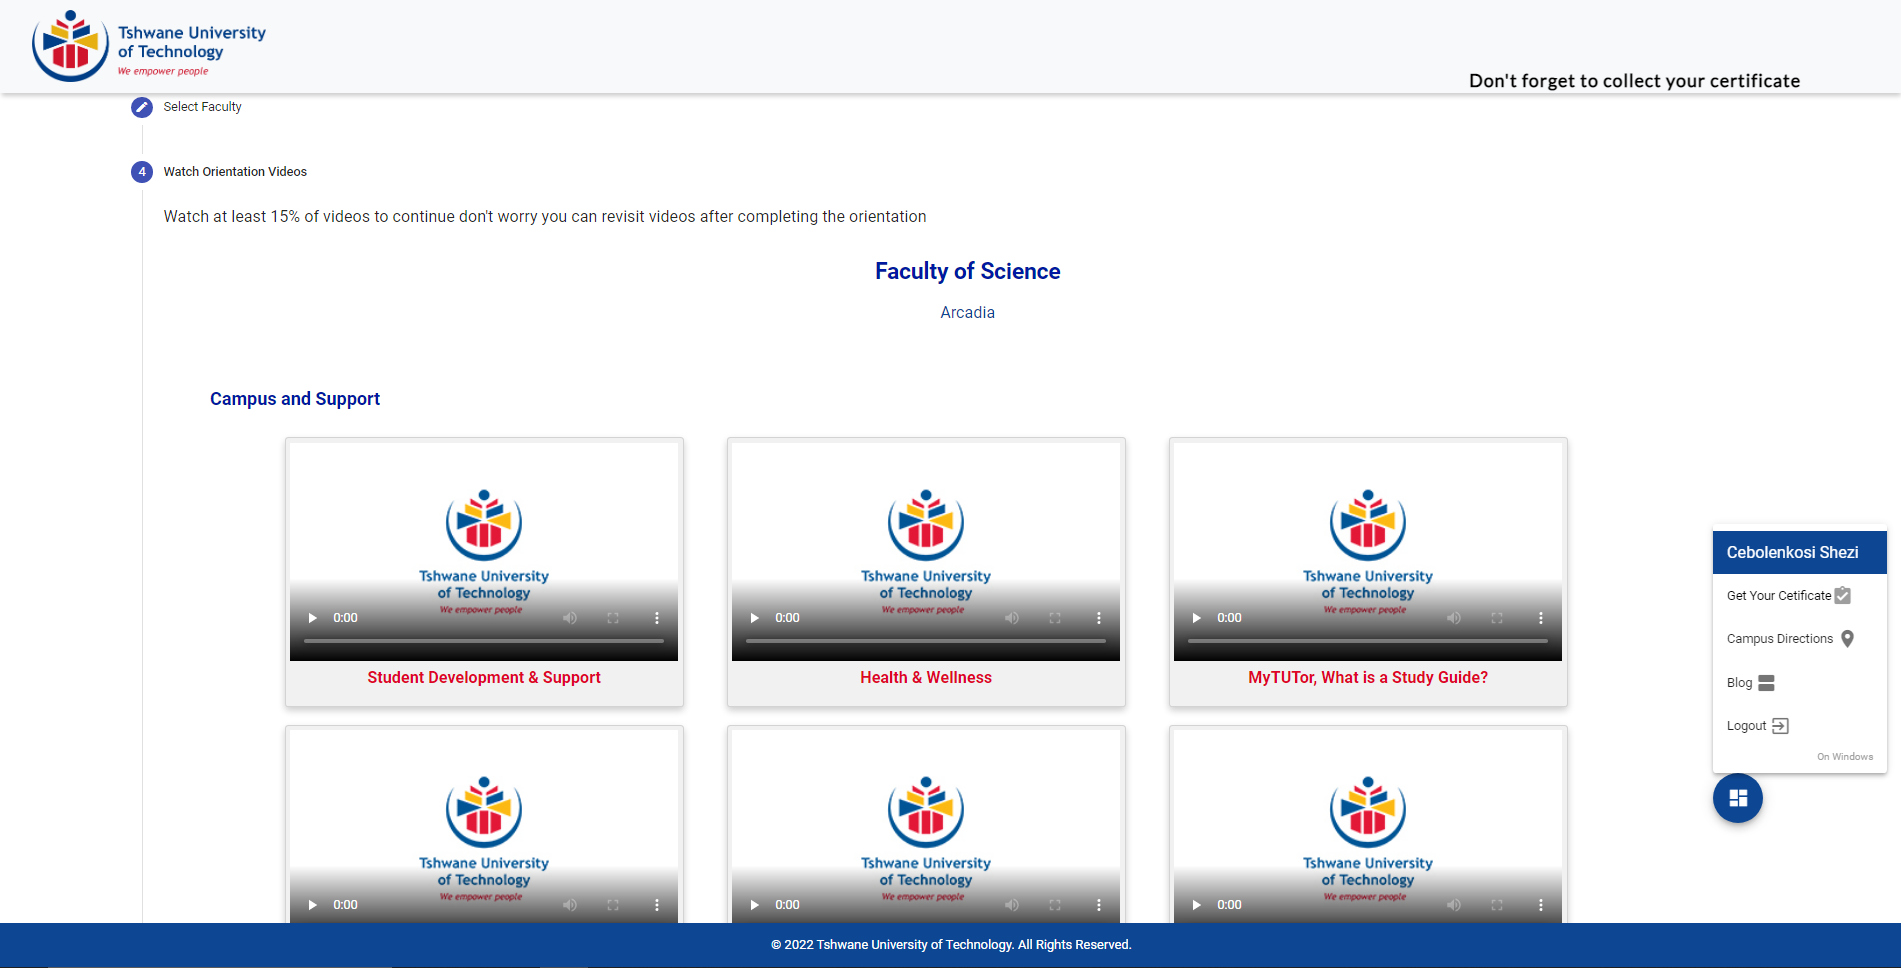 Tshwane University
of Technology
We empower people
Don't forget to collect your certificate
Select Faculty
4 Watch Orientation Videos
Watch at least 15% of videos to continue don't worry you can revisit videos after completing the orientation
Faculty of Science
Arcadia
Campus and Support
Tshwane University
of Technology
We empower people
0:00
Student Development & Support
Tshwane University
of Technology
We empower people
0:00
Health & Wellness
Tshwane University
of Technology
We empower people
0:00
MyTUTor, What is a Study Guide?
Tshwane University
of Technology
We empower people
0:00
Tshwane University
of Technology
We empower people
0:00
Tshwane University
of Technology
We empower people
0:00
Cebolenkosi Shezi
Get Your Cetificate
Campus Directions
Blog
Logout
On Windows
© 2022 Tshwane University of Technology. All Rights Reserved.